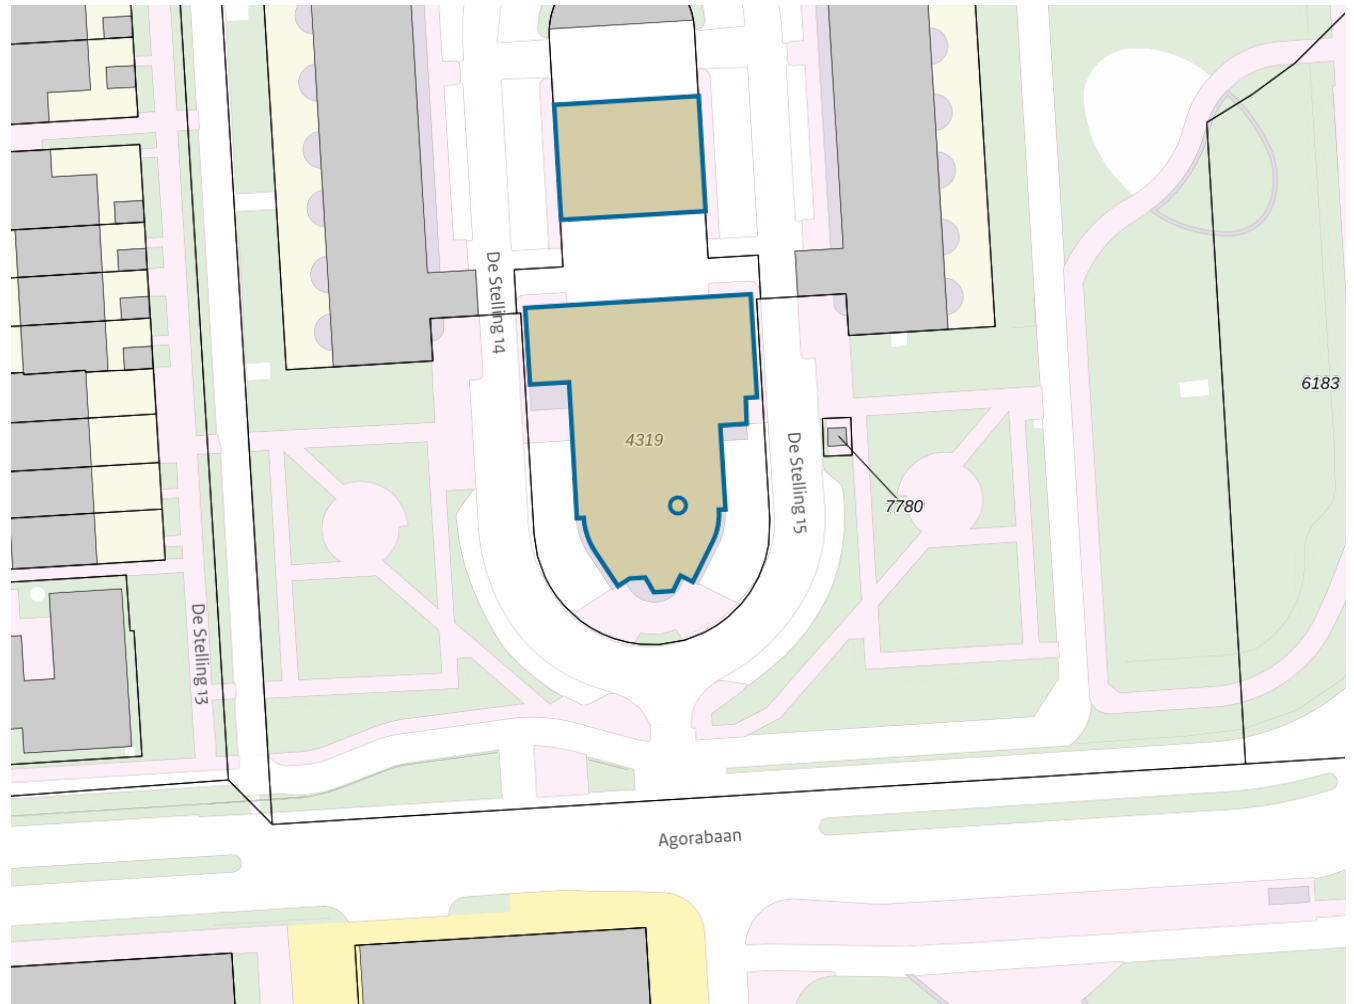 De Stelling 14
6183
4319
De Stelling 15
7780
De Stelling 13
Agorabaan